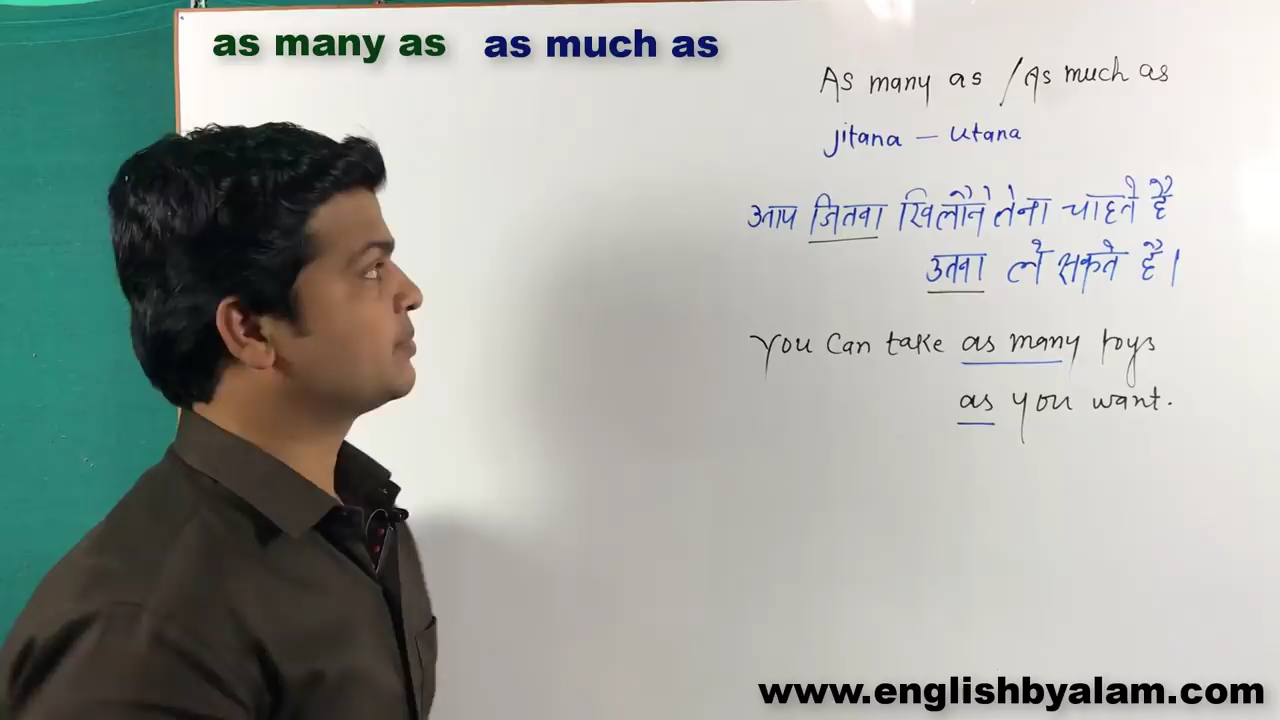 as many as as much as
As many as / As much as
Jitana – Utana
आप जितना खिलौने लेना चाहते है
उतना ले सकते है।
You can take as many toys
as you want.
www.englishbyalam.com